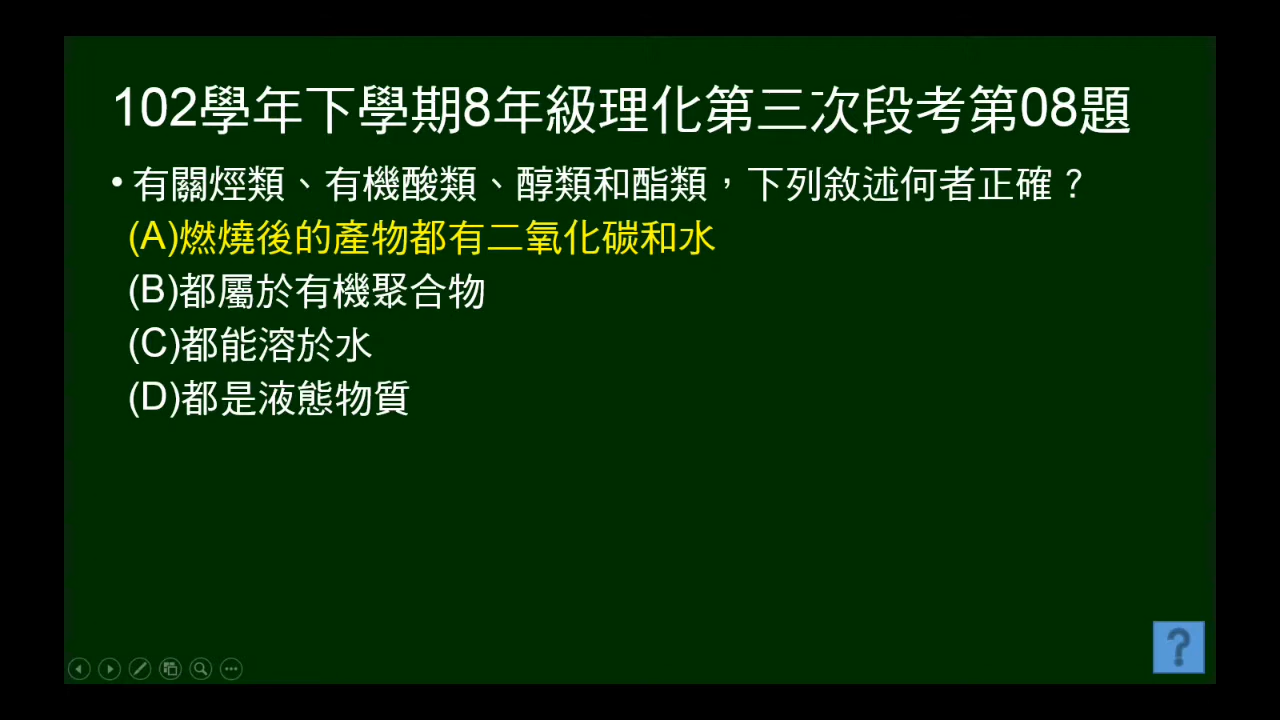 102學年下學期8年級理化第三次段考第08題
• 有關烴類、有機酸類、醇類和酯類，下列敘述何者正確？
(A)燃燒後的產物都有二氧化碳和水
(B)都屬於有機聚合物
(C)都能溶於水
(D)都是液態物質
?